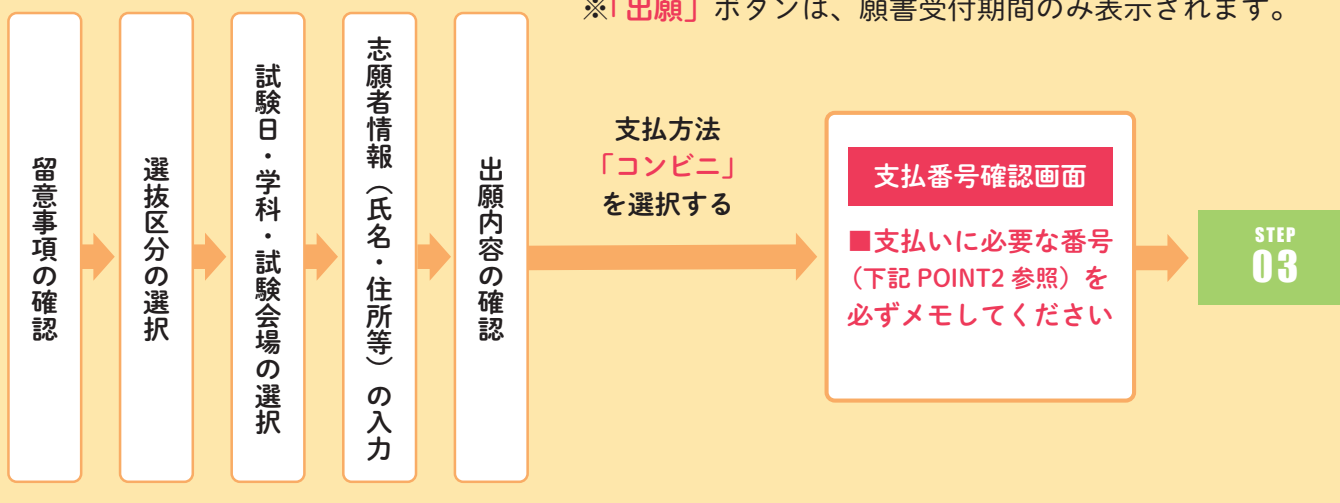 ※「出願」ボタンは、願書受付期間のみ表示されます。
留意事項の確認
選抜区分の選択
試験日・学科・試験会場の選択
志願者情報（氏名・住所等）の入力
出願内容の確認
支払方法
「コンビニ」
を選択する
支払番号確認画面
■支払いに必要な番号
（下記 POINT2 参照）を
必ずメモしてください
STEP
03